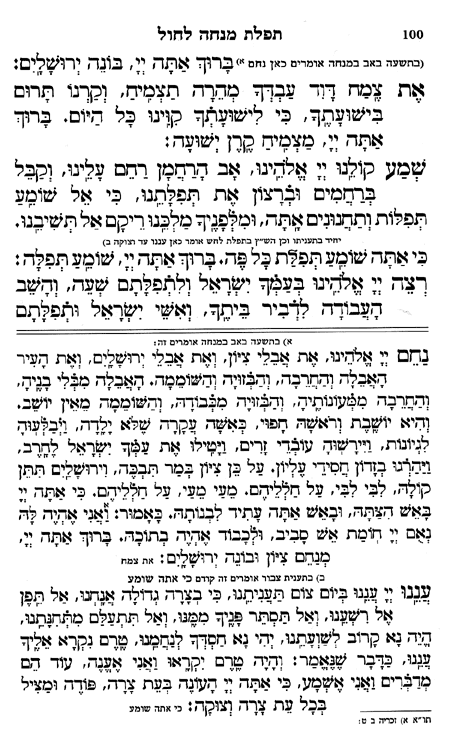 תפלת מנחה לחול 100
(בתשעה באב במנחה אומרים כאן נחם א) בָּרוּךְ אַתָּה יְיָ, בּוֹנֵה יְרוּשָׁלָיִם:
אֶת צֶמַח דָּוִד עַבְדְּךָ מְהֵרָה תַצְמִיחַ, וְקַרְנוֹ תָּרוּם
בִּישׁוּעָתֶךָ, כִּי לִישׁוּעָתְךָ קִוִּינוּ כָּל הַיּוֹם. בָּרוּךְ
אַתָּה יְיָ, מַצְמִיחַ קֶרֶן יְשׁוּעָה:
שְׁמַע קוֹלֵנוּ יְיָ אֱלֹהֵינוּ, אָב הָרַחֲמָן רַחֵם עָלֵינוּ, וְקַבֵּל
בְּרַחֲמִים וּבְרָצוֹן אֶת תְּפִלָּתֵנוּ, כִּי אֵל שׁוֹמֵעַ
תְּפִלּוֹת וְתַחֲנוּנִים אָתָּה, וּמִלְּפָנֶיךָ מַלְכֵּנוּ רֵיקָם אַל תְּשִׁיבֵנוּ.
יחיד בתעניתו וכן הש״ץ בתפלת לחש אומר כאן עננו עד וצוקה ב)
כִּי אַתָּה שׁוֹמֵעַ תְּפִלַּת כָּל פֶּה. בָּרוּךְ אַתָּה יְיָ, שׁוֹמֵעַ תְּפִלָּה:
רְצֵה יְיָ אֱלֹהֵינוּ בְּעַמְּךָ יִשְׂרָאֵל וְלִתְפִלָּתָם שְׁעֵה, וְהָשֵׁב
הָעֲבוֹדָה לִדְבִיר בֵּיתֶךָ, וְאִשֵּׁי יִשְׂרָאֵל וּתְפִלָּתָם
א) בתשעה באב במנחה אומרים זה:
נַחֵם יְיָ אֱלֹהֵינוּ, אֶת אֲבֵלֵי צִיּוֹן, וְאֶת אֲבֵלֵי יְרוּשָׁלָיִם, וְאֶת הָעִיר
הָאֲבֵלָה וְהַחֲרֵבָה, וְהַבְּזוּיָה וְהַשּׁוֹמֵמָה. הָאֲבֵלָה מִבְּלִי בָנֶיהָ,
וְהַחֲרֵבָה מִמְּעוֹנוֹתֶיהָ, וְהַבְּזוּיָה מִכְּבוֹדָהּ, וְהַשּׁוֹמֵמָה מֵאֵין יוֹשֵׁב.
וְהִיא יוֹשֶׁבֶת וְרֹאשָׁהּ חָפוּי, כְּאִשָּׁה עֲקָרָה שֶׁלֹּא יָלָדָה, וַיְבַלְּעוּהָ
לִגְיוֹנוֹת, וַיִּירָשׁוּהָ עוֹבְדֵי זָרִים, וַיָּטִילוּ אֶת עַמְּךָ יִשְׂרָאֵל לֶחָרֶב,
וַיַּהַרְגוּ בְזָדוֹן חֲסִידֵי עֶלְיוֹן. עַל כֵּן צִיּוֹן בְּמַר תִּבְכֶּה, וִירוּשָׁלַיִם תִּתֵּן
קוֹלָהּ, לִבִּי לִבִּי, עַל חַלְלֵיהֶם. מֵעַי מֵעַי, עַל חַלְלֵיהֶם. כִּי אַתָּה יְיָ
בָּאֵשׁ הִצַּתָּהּ, וּבָאֵשׁ אַתָּה עָתִיד לִבְנוֹתָהּ. כָּאָמוּר: א וַאֲנִי אֶהְיֶה לָּהּ
נְאֻם יְיָ חוֹמַת אֵשׁ סָבִיב, וּלְכָבוֹד אֶהְיֶה בְתוֹכָהּ. בָּרוּךְ אַתָּה יְיָ,
מְנַחֵם צִיּוֹן וּבוֹנֵה יְרוּשָׁלָיִם: את צמח
ב) בתענית צבור אומרים זה קודם כי אתה שומע
עֲנֵנוּ יְיָ עֲנֵנוּ בְּיוֹם צוֹם תַּעֲנִיתֵנוּ, כִּי בְצָרָה גְדוֹלָה אֲנָחְנוּ, אַל תֵּפֶן
אֶל רִשְׁעֵנוּ, וְאַל תַּסְתֵּר פָּנֶיךָ מִמֶּנּוּ, וְאַל תִּתְעַלַּם מִתְּחִנָּתֵנוּ,
הֱיֵה נָא קָרוֹב לְשַׁוְעָתֵנוּ, יְהִי נָא חַסְדְּךָ לְנַחֲמֵנוּ, טֶרֶם נִקְרָא אֵלֶיךָ
עֲנֵנוּ, כַּדָּבָר שֶׁנֶּאֱמַר: וְהָיָה טֶרֶם יִקְרָאוּ וַאֲנִי אֶעֱנֶה, עוֹד הֵם
מְדַבְּרִים וַאֲנִי אֶשְׁמָע, כִּי אַתָּה יְיָ הָעוֹנֶה בְּעֵת צָרָה, פּוֹדֶה וּמַצִּיל
בְּכָל עֵת צָרָה וְצוּקָה: כי אתה שומע
תו״א א) זכריה ב ט: